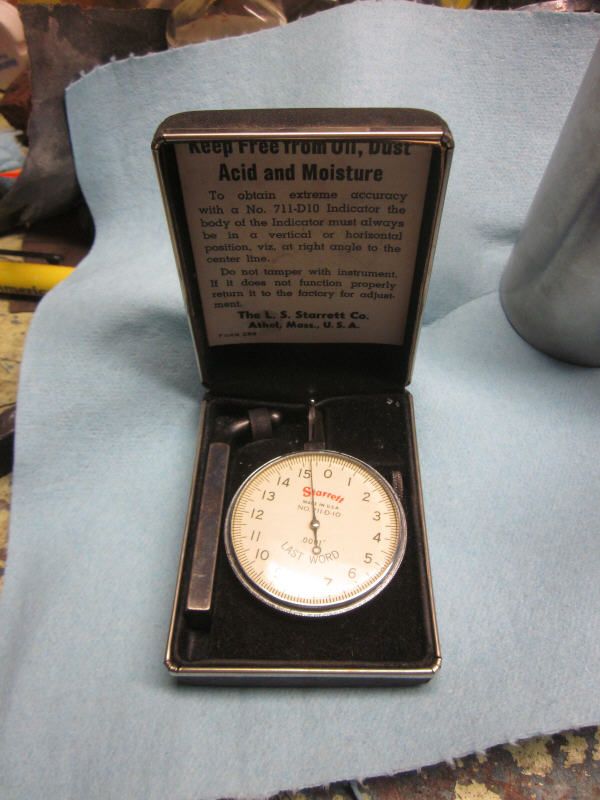 Keep Free from Oil, Dust
Acid and Moisture
To obtain extreme accuracy
with a No. 711-D10 Indicator the
body of the Indicator must always
be in a vertical or horizontal
position, viz, at right angle to the
center line.
Do not tamper with instrument.
If it does not function properly
return it to the factory for adjust-
ment.
The L. S. Starrett Co.
Athol, Mass., U. S. A.
FORM
15 0 1 2 3 4 5 6 7 10 11 12 13 14
Starrett
MADE IN U.S.A.
NO. 711-D-10
.0001"
LAST WORD